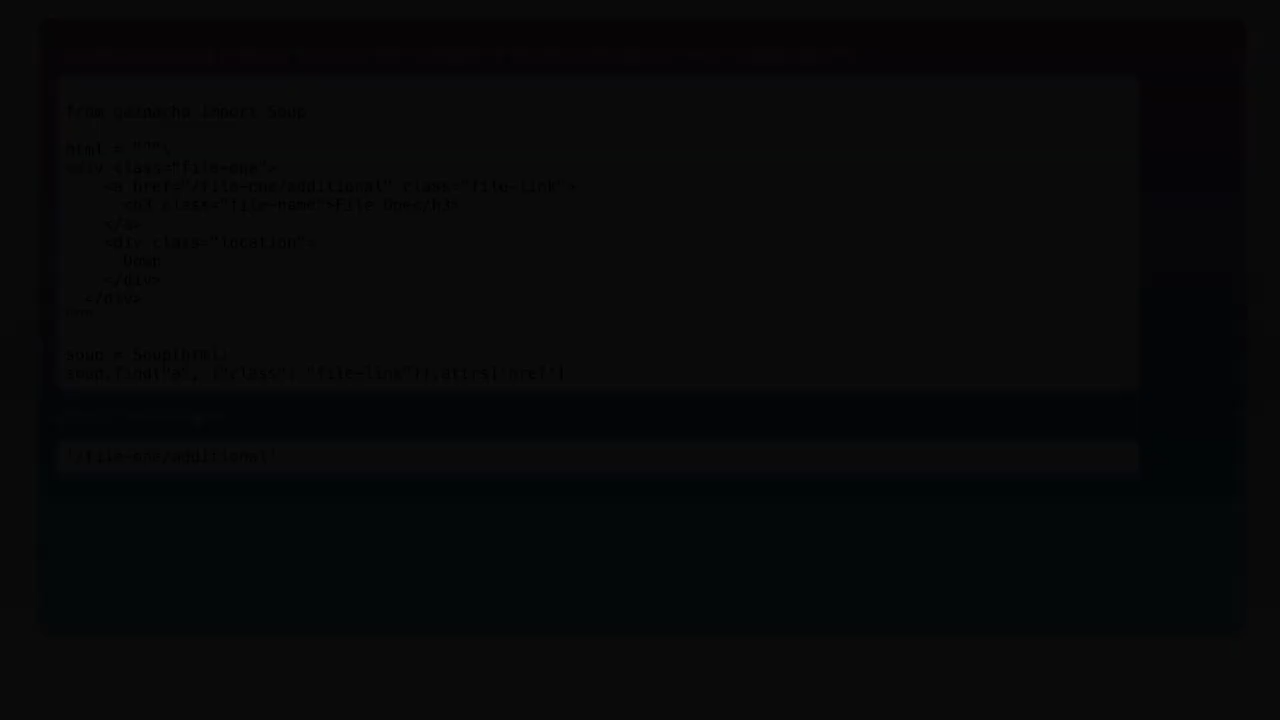 from gazpacho import Soup
html = """\
<div class="file-one">
<a href="/file-one/additional" class="file-link">
<h3 class="file-name">File One</h3>
</a>
<div class="location">
Down
</div>
</div>
"""
soup = Soup(html)
soup.find("a", {"class": "file-link"}).attrs['href']
'/file-one/additional'